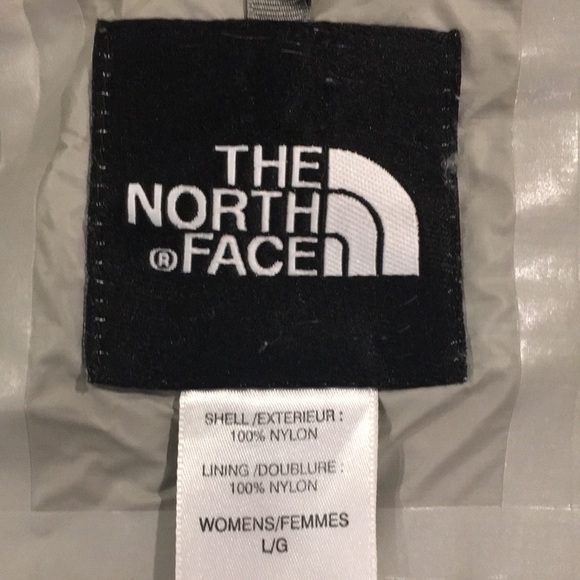 THE
NORTH
® FACE
SHELL/EXTERIEUR :
100% NYLON
LINING/DOUBLURE :
100% NYLON
WOMENS/FEMMES
L/G